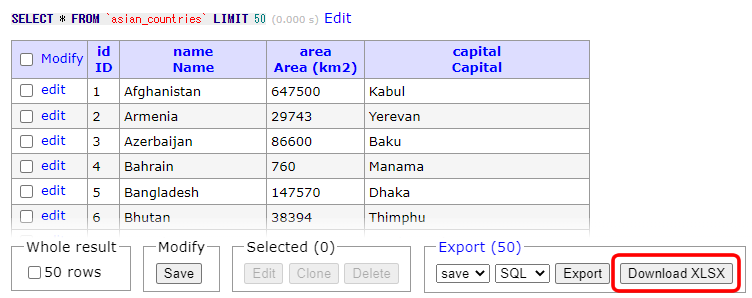 SELECT * FROM `asian_countries` LIMIT 50 (0.000 s) Edit
Modify id name area capital
ID Name Area (km2) Capital
edit 1 Afghanistan 647500 Kabul
edit 2 Armenia 29743 Yerevan
edit 3 Azerbaijan 86600 Baku
edit 4 Bahrain 760 Manama
edit 5 Bangladesh 147570 Dhaka
edit 6 Bhutan 38394 Thimphu
Whole result Modify Selected (0) Export (50)
50 rows Save Edit Clone Delete save SQL Export Download XLSX